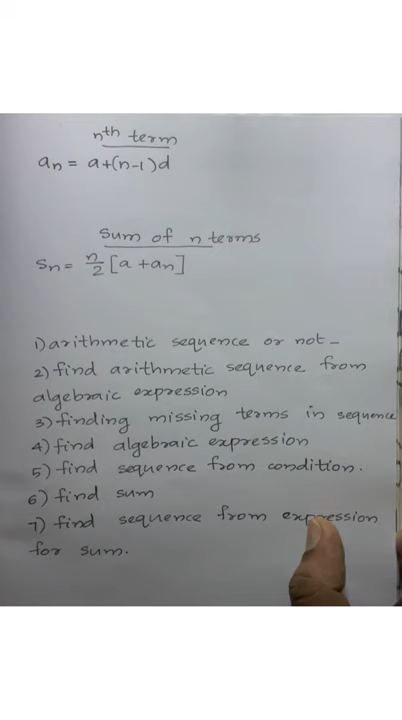 nth term
an = a+(n-1)d
Sum of n terms
Sn = n/2 [a + an]
1) arithmetic sequence or not-
2) find arithmetic sequence from
algebraic expression
3) finding missing terms in sequence
4) find algebraic expression
5) find sequence from condition.
6) find sum
7) find sequence from expression
for sum.